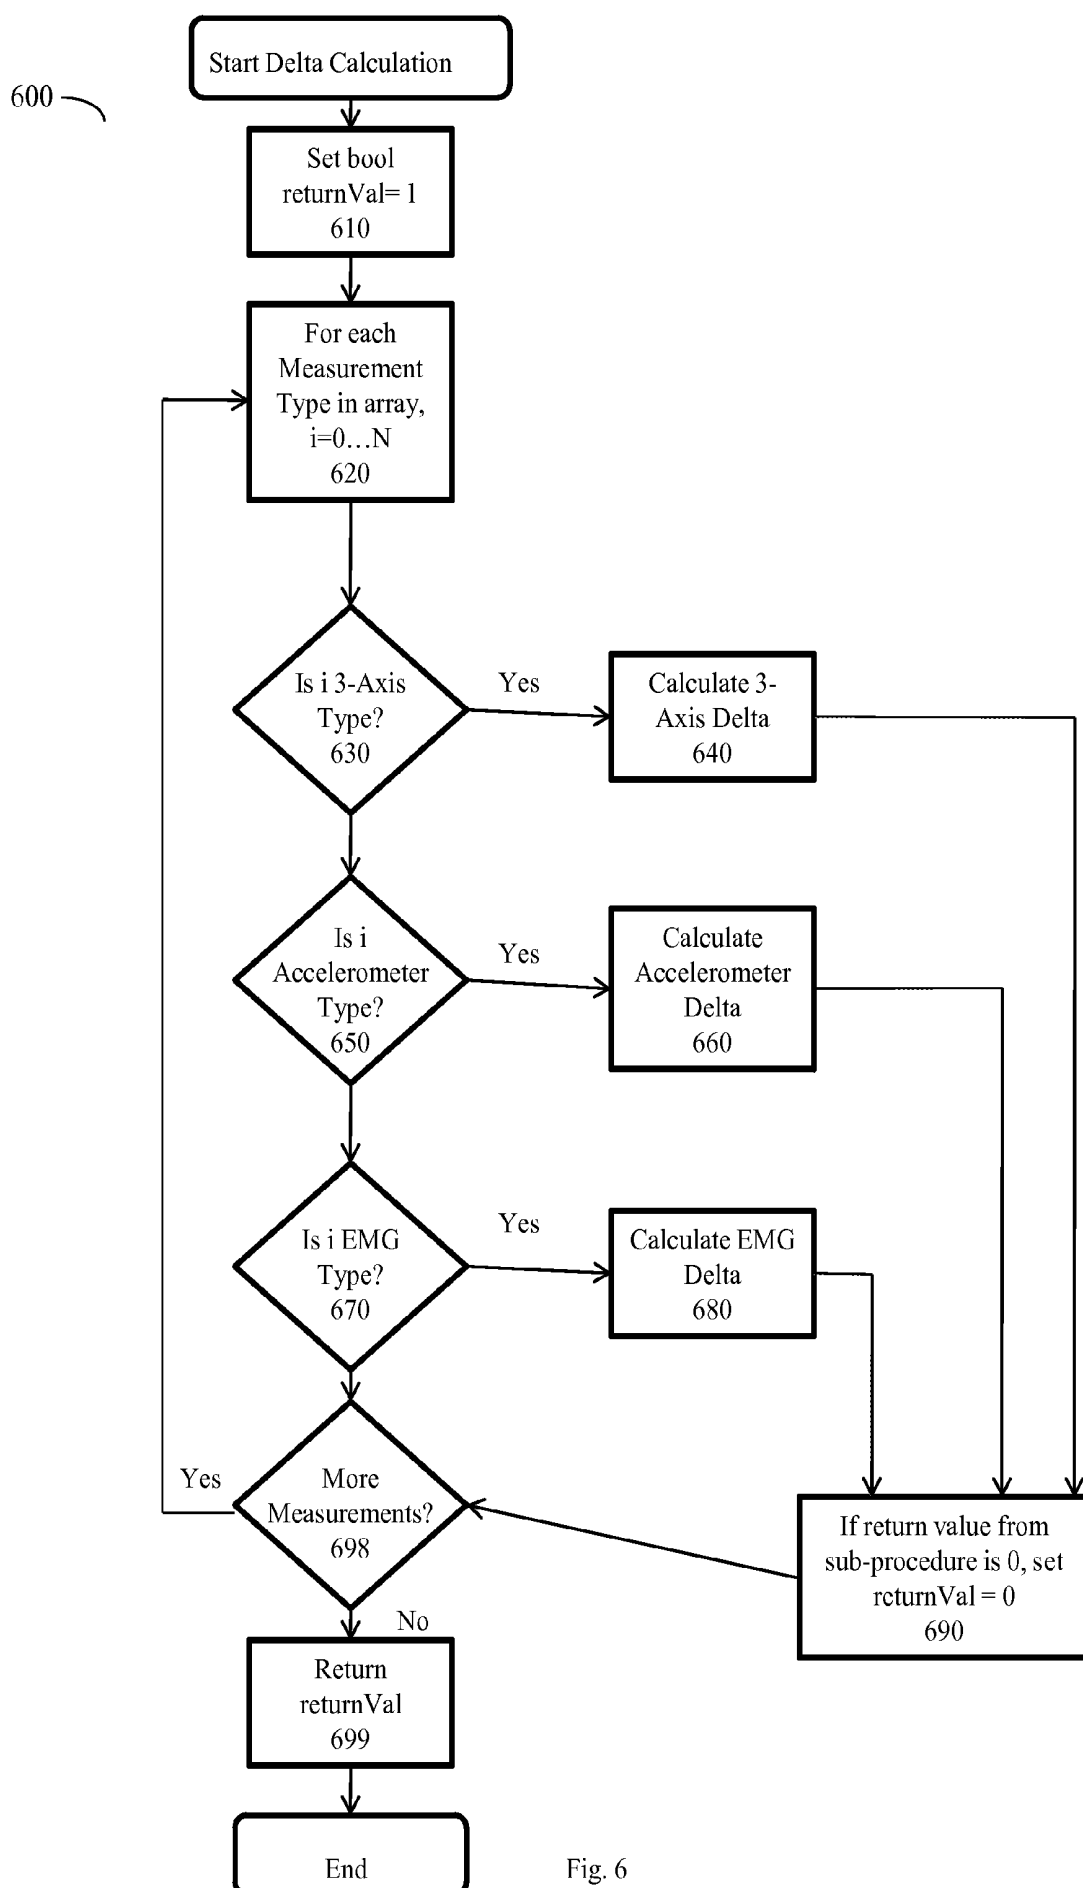 Start Delta Calculation
600
Set bool
returnVal= 1
610
For each
Measurement
Type in array,
i=0…N
620
Is i 3-Axis
Type?
630
Yes
Calculate 3-
Axis Delta
640
Is i
Accelerometer
Type?
650
Yes
Calculate
Accelerometer
Delta
660
Is i EMG
Type?
670
Yes
Calculate EMG
Delta
680
Yes
More
Measurements?
698
If return value from
sub-procedure is 0, set
returnVal = 0
690
No
Return
returnVal
699
End
Fig. 6